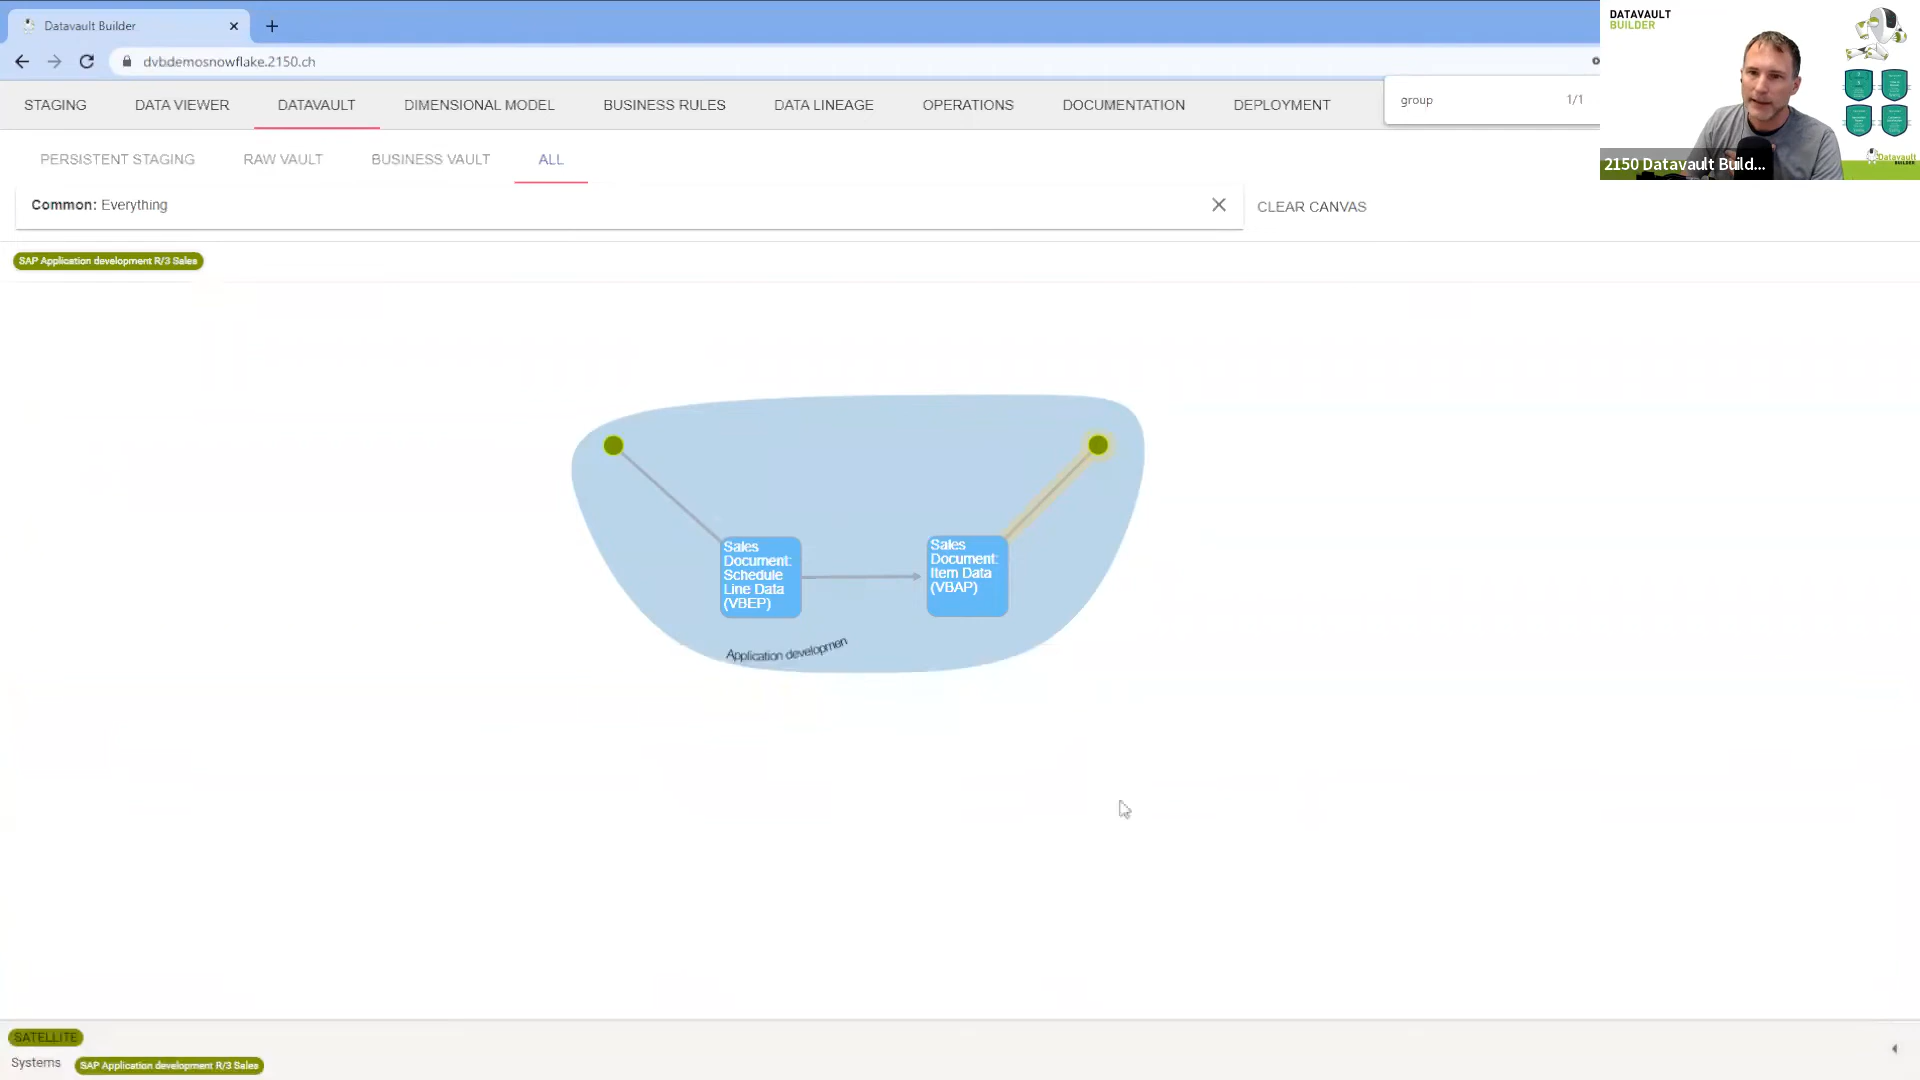 Datavault Builder
dvbdemosnowflake.2150.ch
STAGING
DATA VIEWER
DATAVAULT
DIMENSIONAL MODEL
BUSINESS RULES
DATA LINEAGE
OPERATIONS
DOCUMENTATION
DEPLOYMENT
group
1/1
DATAVAULT
BUILDER
Datavault
BUILDER
2150 Datavault Build...
PERSISTENT STAGING
RAW VAULT
BUSINESS VAULT
ALL
Common: Everything
CLEAR CANVAS
SAP Application development R/3 Sales
Sales
Document:
Schedule
Line Data
(VBEP)
Sales
Document:
Item Data
(VBAP)
Application developmen
SATELLITE
Systems
SAP Application development R/3 Sales